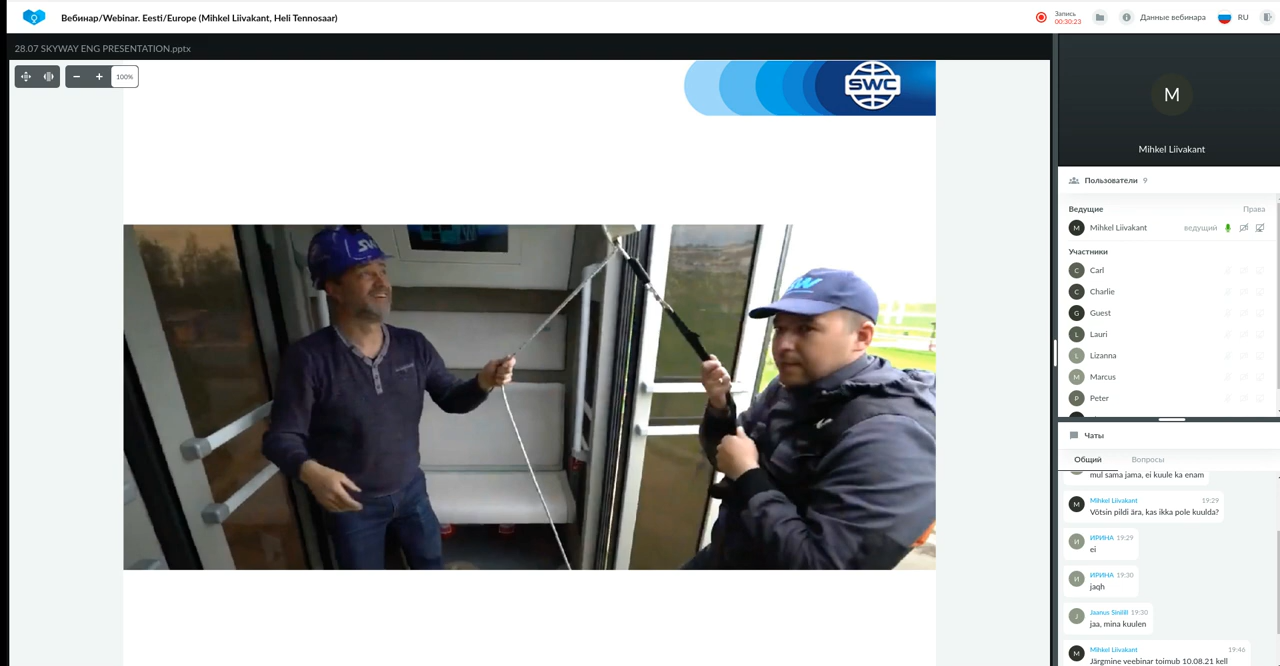 Вебинар/Webinar. Eesti/Europe (Mihkel Liivakant, Heli Tennosaar)
Запись
00:30:23
Данные вебинара
RU
28.07 SKYWAY ENG PRESENTATION.pptx
100%
SWC
M
Mihkel Liivakant
Пользователи 9
Ведущие Права
M Mihkel Liivakant ведущий
Участники
C Carl
C Charlie
G Guest
L Lauri
L Lizanna
M Marcus
P Peter
Чаты
Общий Вопросы
mul sama jama, ei kuule ka enam
M Mihkel Liivakant 19:29
Võtsin pildi ära, kas ikka pole kuulda?
И ИРИНА 19:29
ei
И ИРИНА 19:30
jaqh
J Jaanus Sinilill 19:30
jaa, mina kuulen
M Mihkel Liivakant 19:46
Järgmine veebinar toimub 10.08.21 kell